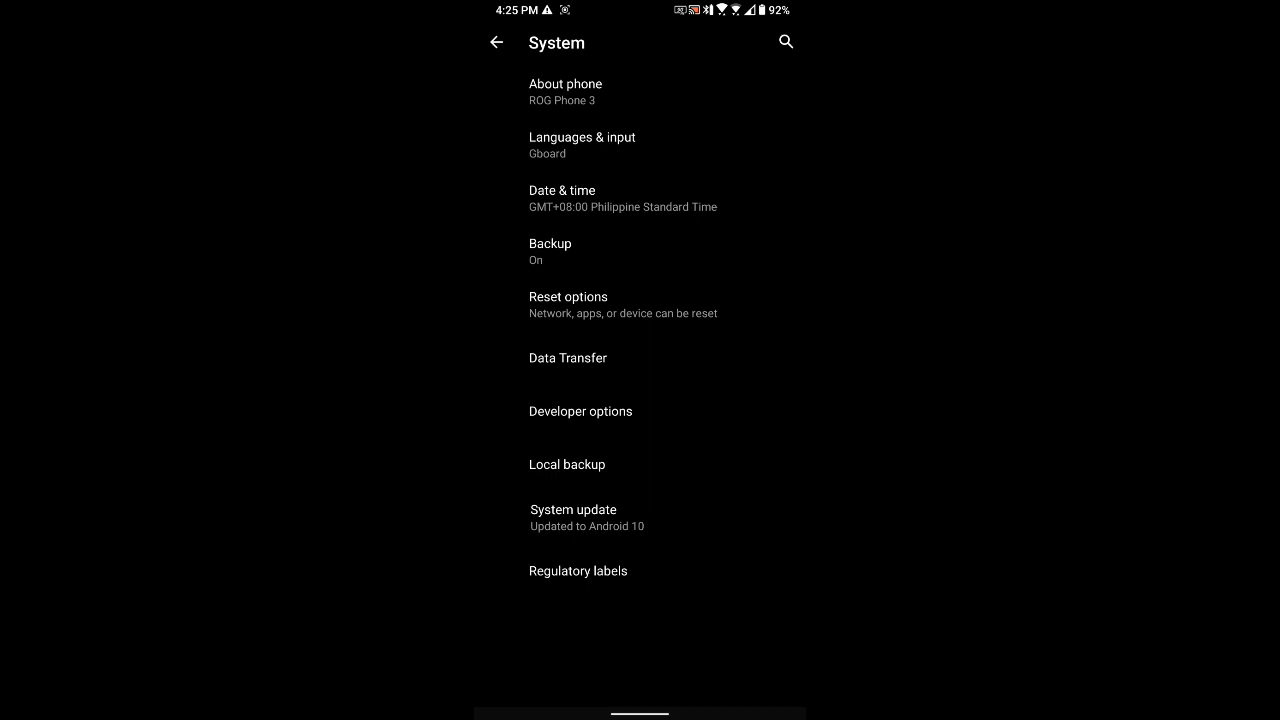 4:25 PM
92%
System
About phone
ROG Phone 3
Languages & input
Gboard
Date & time
GMT+08:00 Philippine Standard Time
Backup
On
Reset options
Network, apps, or device can be reset
Data Transfer
Developer options
Local backup
System update
Updated to Android 10
Regulatory labels